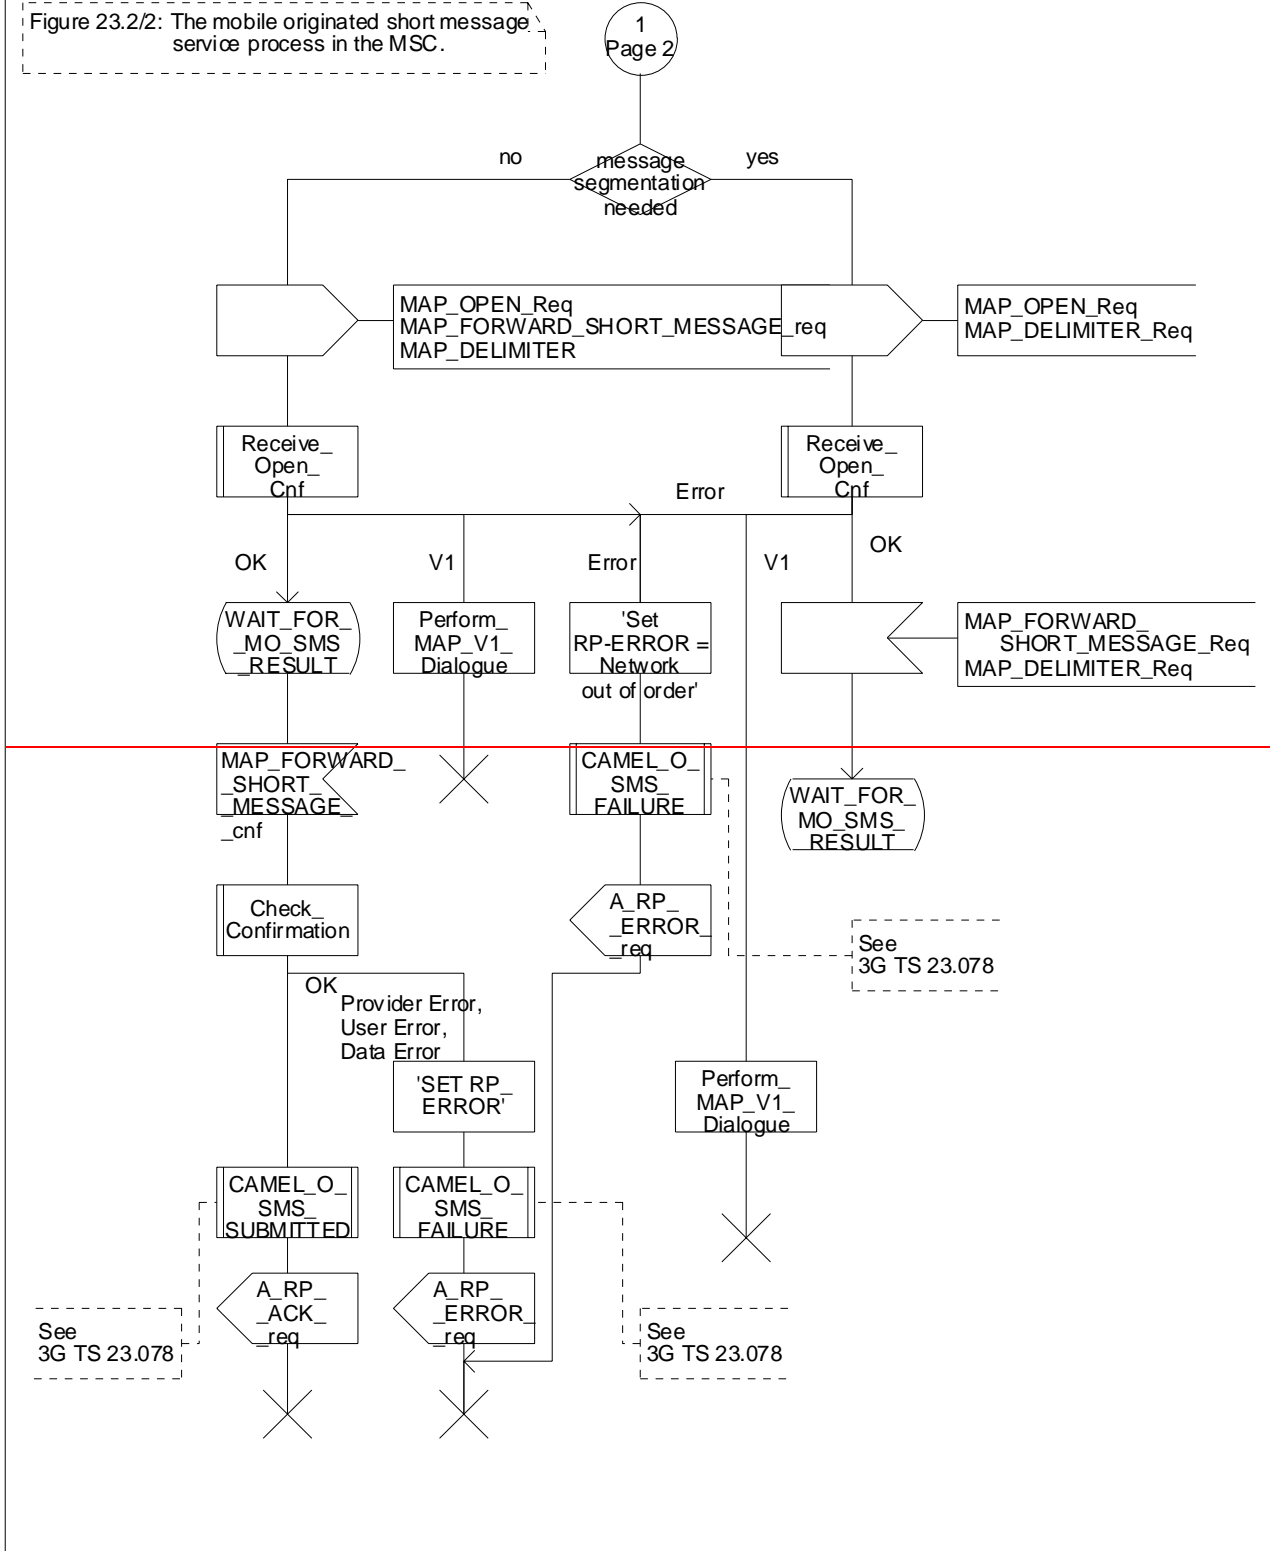 Figure 23.2/2: The mobile originated short message
service process in the MSC.
1
Page 2
no
message
segmentation
needed
yes
MAP_OPEN_Req
MAP_FORWARD_SHORT_MESSAGE_req
MAP_DELIMITER
MAP_OPEN_Req
MAP_DELIMITER_Req
Receive_
Open_
Cnf
Receive_
Open_
Cnf
Error
OK
V1
Error
V1
OK
WAIT_FOR_
_MO_SMS
_RESULT
Perform_
MAP_V1_
Dialogue
'Set
RP-ERROR =
Network
out of order'
MAP_FORWARD_
SHORT_MESSAGE_Req
MAP_DELIMITER_Req
MAP_FORWARD_
_SHORT_
_MESSAGE_
_cnf
CAMEL_O_
SMS_
FAILURE
WAIT_FOR_
MO_SMS_
RESULT
Check_
Confirmation
A_RP_
_ERROR_
_req
See
3G TS 23.078
OK
Provider Error,
User Error,
Data Error
'SET RP_
ERROR'
Perform_
MAP_V1_
Dialogue
CAMEL_O_
SMS_
SUBMITTED
CAMEL_O_
SMS_
FAILURE
A_RP_
_ACK_
_req
A_RP_
_ERROR_
_req
See
3G TS 23.078
See
3G TS 23.078